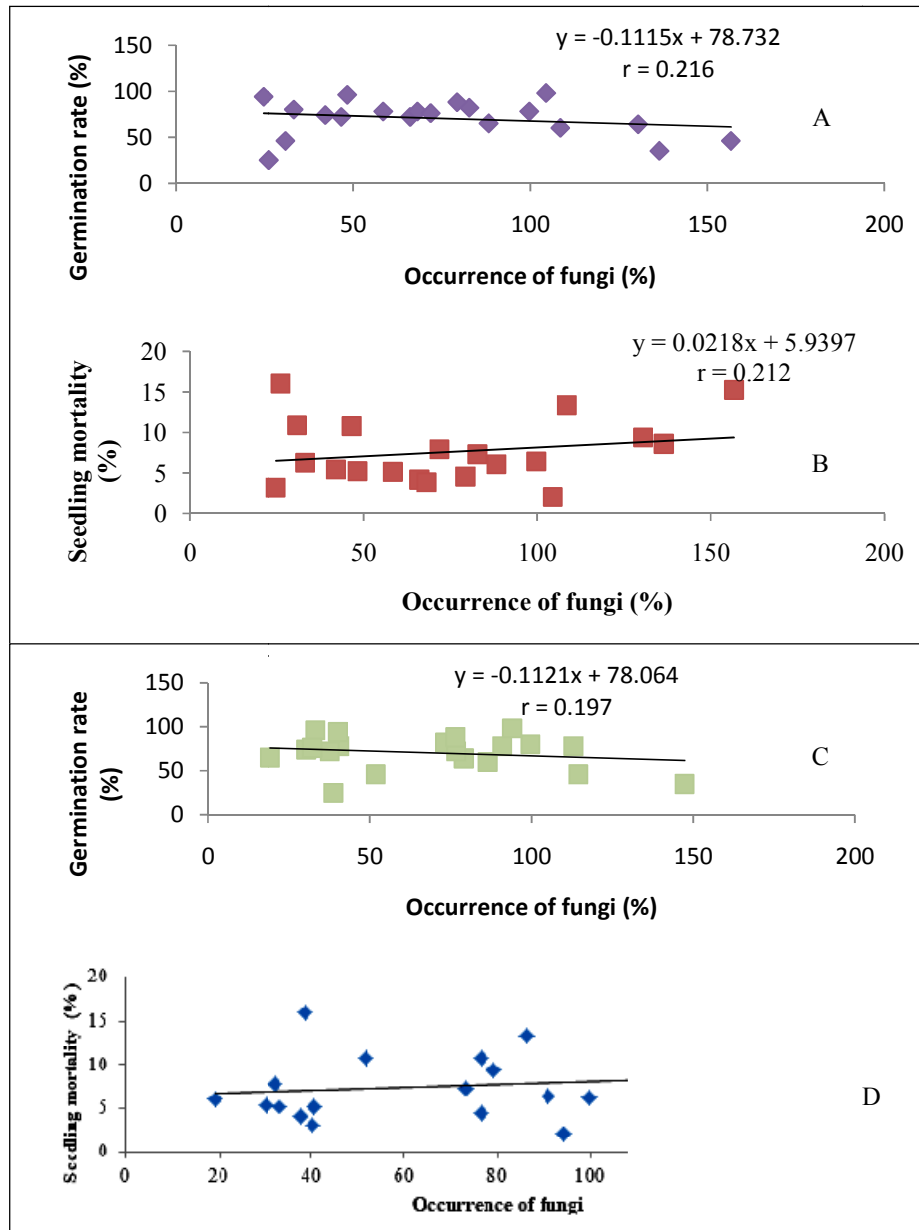 y = -0.1115x + 78.732
r = 0.216
Germination rate (%)
150
100
50
0
0 50 100 150 200
Occurrence of fungi (%)
A
y = 0.0218x + 5.9397
r = 0.212
Seedling mortality
(%)
20
15
10
5
0
0 50 100 150 200
Occurrence of fungi (%)
B
y = -0.1121x + 78.064
r = 0.197
Germination rate
(%)
150
100
50
0
0 50 100 150 200
Occurrence of fungi (%)
C
Seedling mortality (%)
20
15
10
5
0
0 20 40 60 80 100
Occurrence of fungi
D